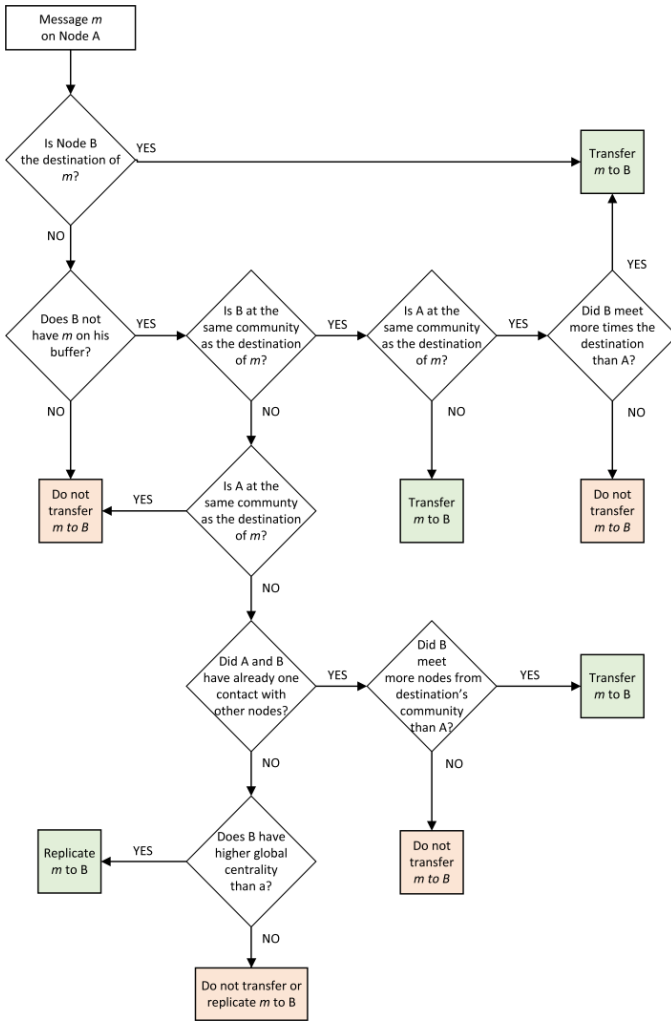 Message m
on Node A
Is Node B
the destination of
m?
YES
Transfer
m to B
NO
YES
Does B not
have m on his
buffer?
YES
Is B at the
same community
as the destination
of m?
YES
Is A at the
same community
as the destination
of m?
YES
Did B meet
more times the
destination
than A?
NO
NO
NO
NO
Do not
transfer
m to B
YES
Is A at the
same communty
as the destination
of m?
Transfer
m to B
Do not
transfer
m to B
NO
Did A and B
have already one
contact with
other nodes?
YES
Did B
meet
more nodes from
destination's
community
than A?
YES
Transfer
m to B
NO
NO
Replicate
m to B
YES
Does B have
higher global
centrality
than a?
Do not
transfer
m to B
NO
Do not transfer or
replicate m to B